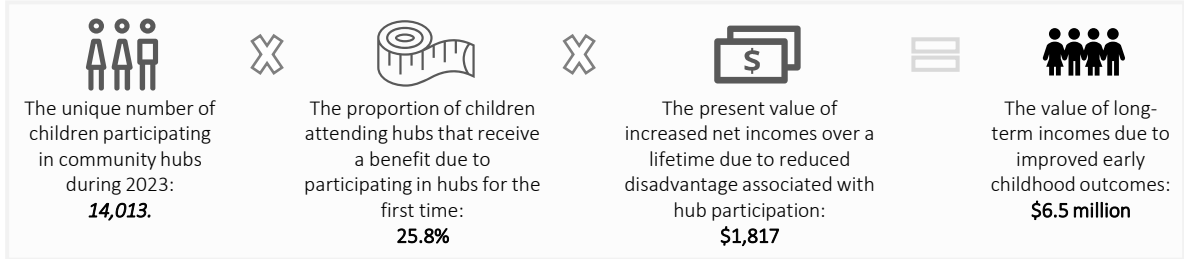 $
The unique number of
children participating
in community hubs
during 2023:
14,013.
The proportion of children
attending hubs that receive
a benefit due to
participating in hubs for the
first time:
25.8%
The present value of
increased net incomes over a
lifetime due to reduced
disadvantage associated with
hub participation:
$1,817
The value of long-
term incomes due to
improved early
childhood outcomes:
$6.5 million